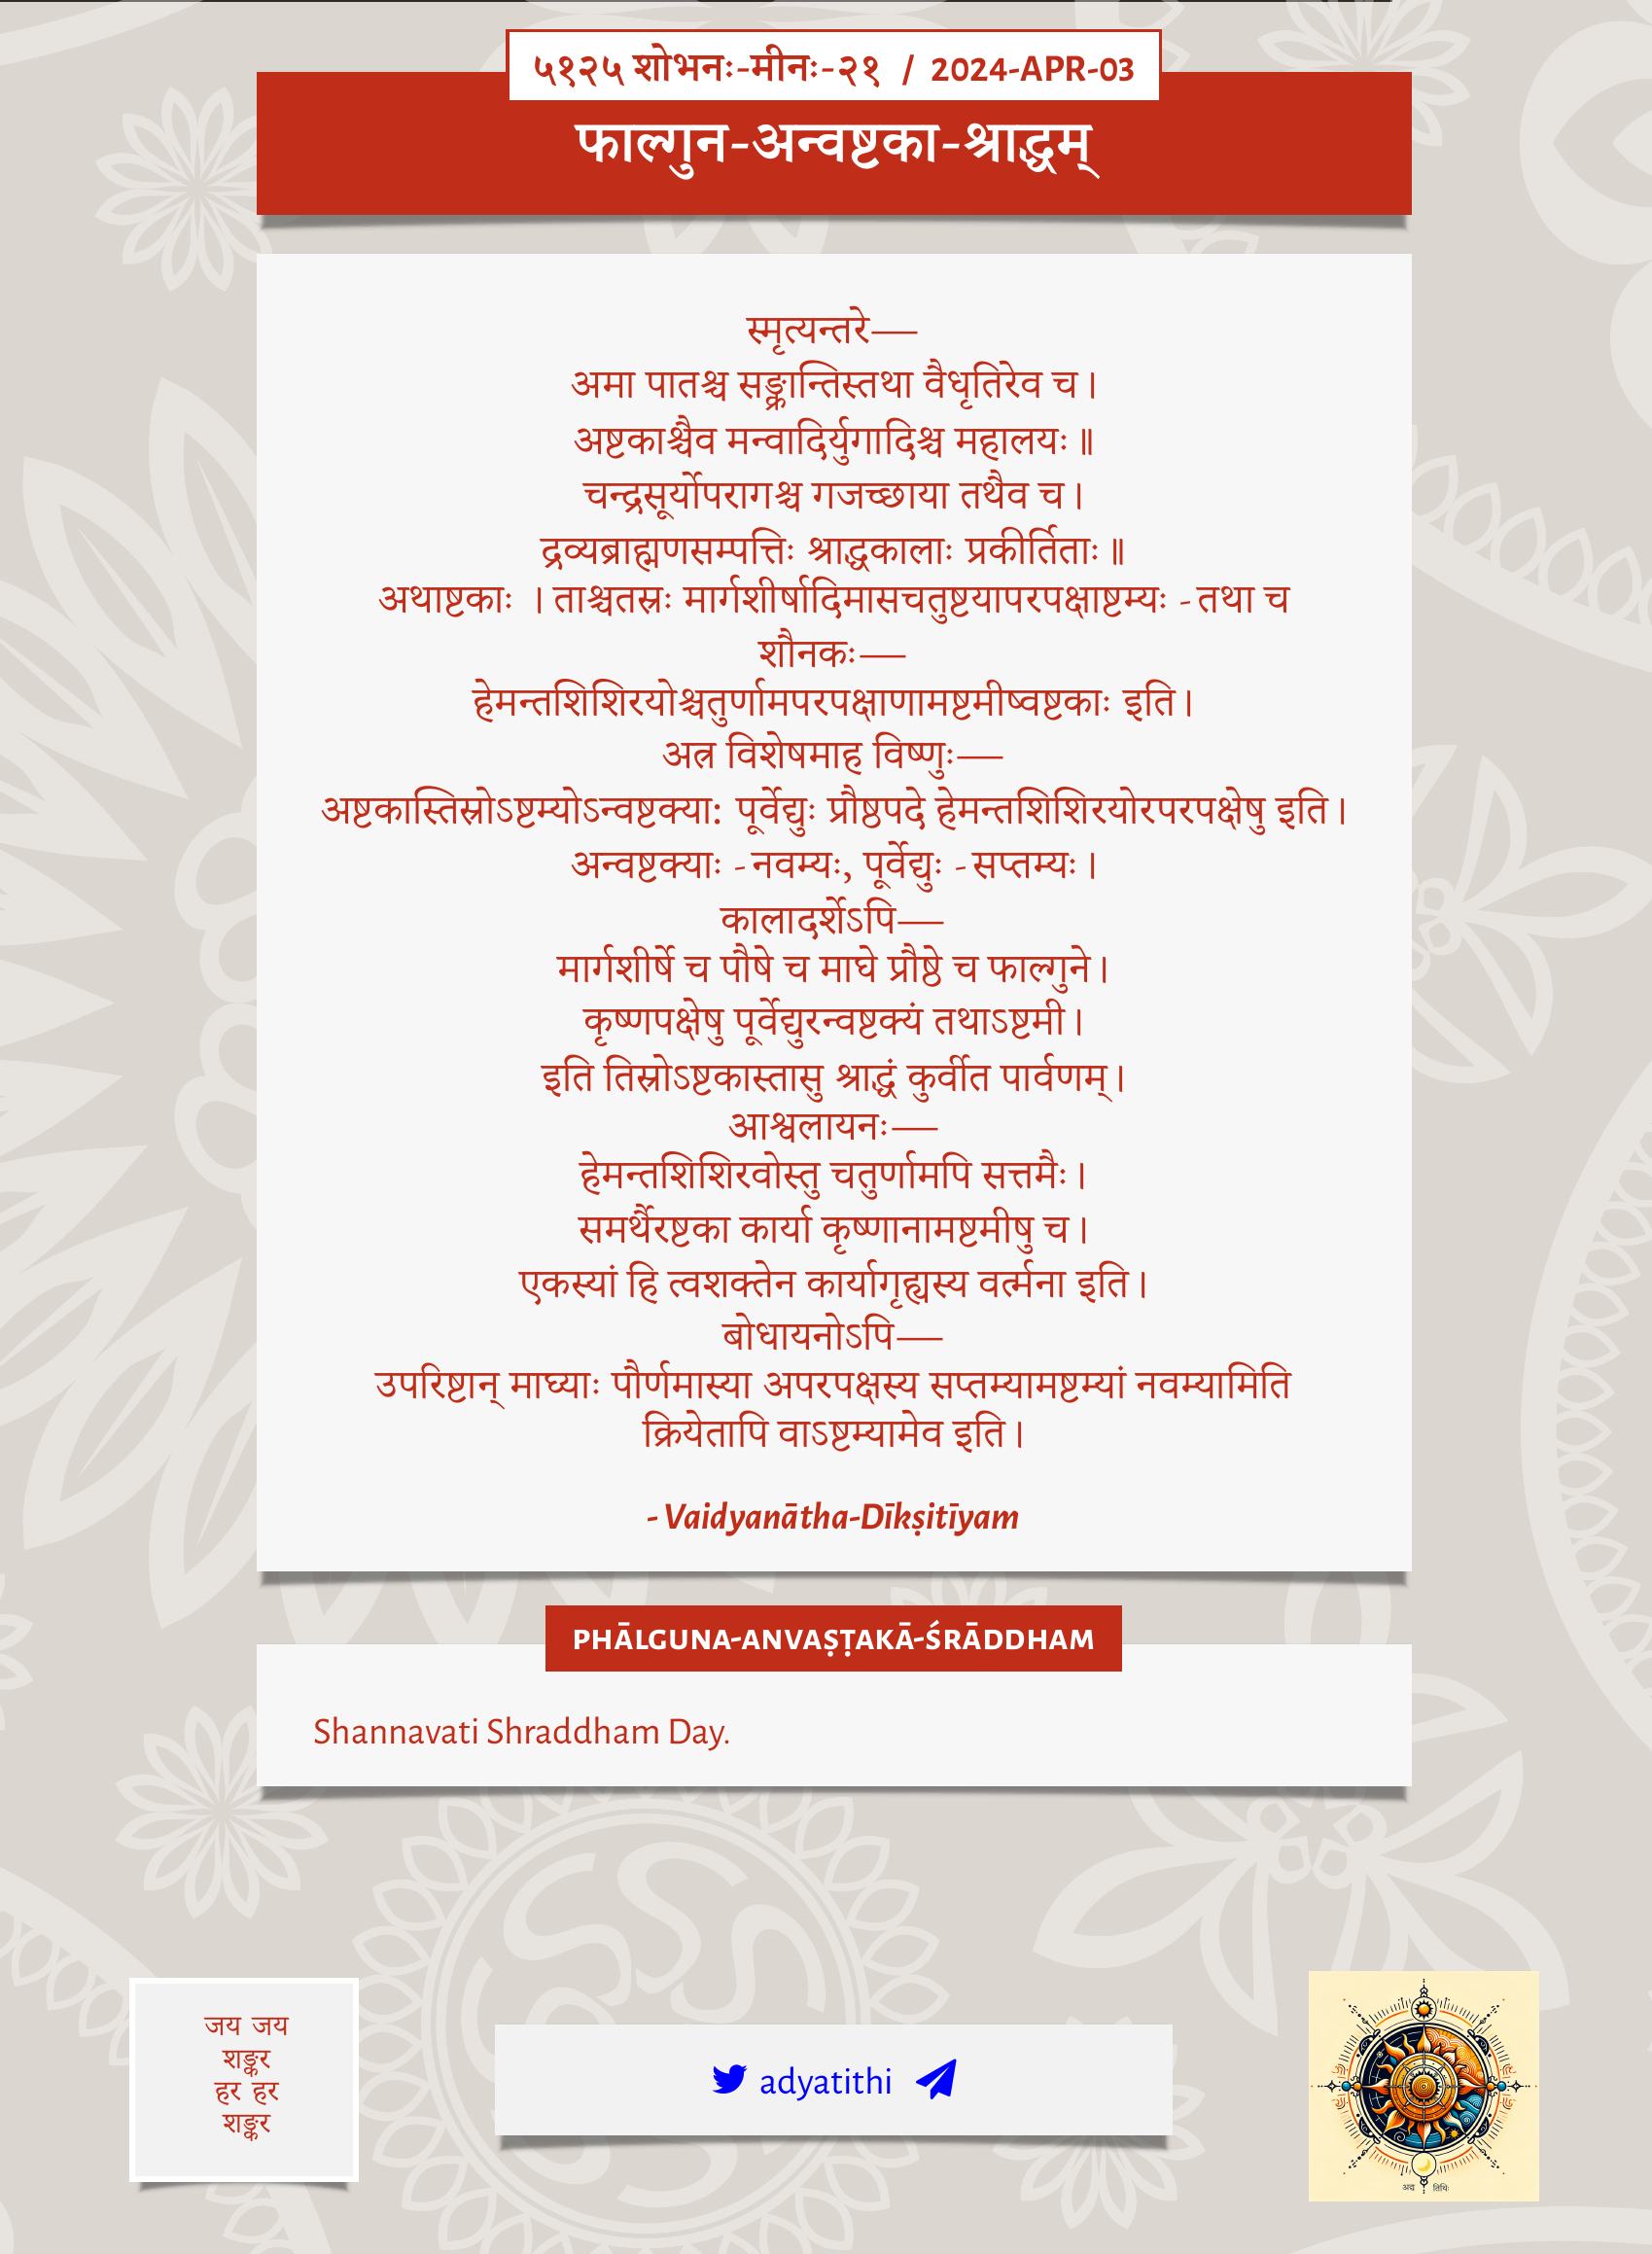 ५१२५ शोभनः-मीनः-२१ / 2024-APR-03
फाल्गुन-अन्वष्टका-श्राद्धम्
स्मृत्यन्तरे—
अमा पातश्च सङ्क्रान्तिस्तथा वैधृतिरेव च।
अष्टकाश्चैव मन्वादिर्युगादिश्च महालयः॥
चन्द्रसूर्योपरागश्च गजच्छाया तथैव च।
द्रव्यब्राह्मणसम्पत्तिः श्राद्धकालाः प्रकीर्तिताः॥
अथाष्टकाः । ताश्चतस्रः मार्गशीर्षादिमासचतुष्टयापरपक्षाष्टम्यः - तथा च
शौनकः—
हेमन्तशिशिरयोश्चतुर्णामपरपक्षाणामष्टमीष्वष्टकाः इति।
अत्र विशेषमाह विष्णुः—
अष्टकास्तिस्रोऽष्टम्योऽन्वष्टक्या: पूर्वेद्युः प्रौष्ठपदे हेमन्तशिशिरयोरपरपक्षेषु इति।
अन्वष्टक्याः - नवम्यः, पूर्वेद्युः - सप्तम्यः।
कालादर्शेऽपि—
मार्गशीर्षे च पौषे च माघे प्रौष्ठे च फाल्गुने।
कृष्णपक्षेषु पूर्वेद्युरन्वष्टक्यं तथाऽष्टमी।
इति तिस्रोऽष्टकास्तासु श्राद्धं कुर्वीत पार्वणम्।
आश्वलायनः—
हेमन्तशिशिरवोस्तु चतुर्णामपि सत्तमैः।
समर्थैरष्टका कार्या कृष्णानामष्टमीषु च।
एकस्यां हि त्वशक्तेन कार्यागृह्यस्य वर्त्मना इति।
बोधायनोऽपि—
उपरिष्टान् माघ्याः पौर्णमास्या अपरपक्षस्य सप्तम्यामष्टम्यां नवम्यामिति
क्रियेतापि वाऽष्टम्यामेव इति।
- Vaidyanātha-Dīkṣitīyam
PHĀLGUNA-ANVAṢṬAKĀ-ŚRĀDDHAM
Shannavati Shraddham Day.
जय जय
शङ्कर
हर हर
शङ्कर
adyatithi
अद्य तिथिः